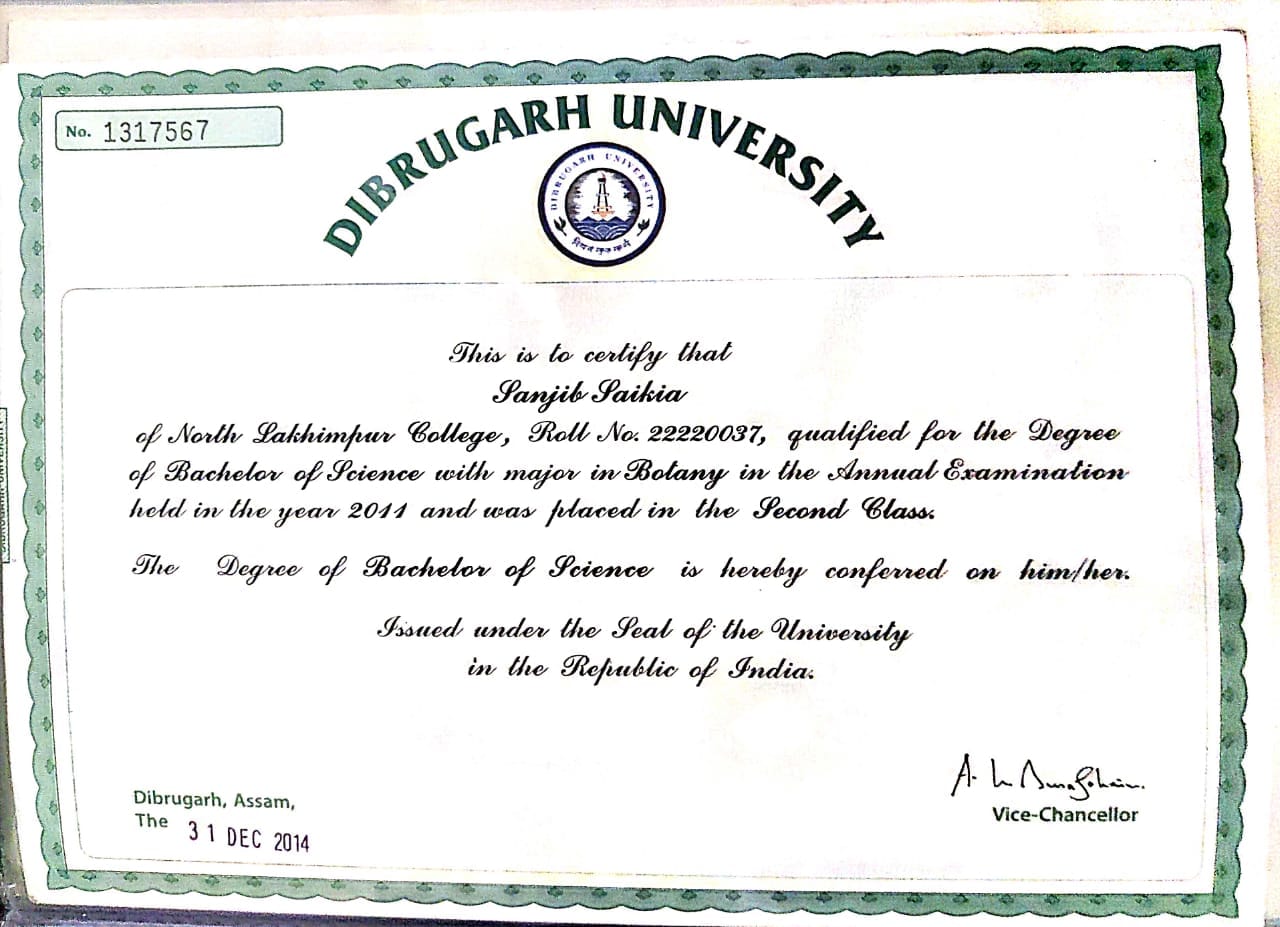 No. 1317567
DIBRUGARH UNIVERSITY
DIBRUGARH UNIVERSITY
This is to certify that
Sanjib Saikia
of North Lakhimpur College, Roll No. 22220037, qualified for the Degree
of Bachelor of Science with major in Botany in the Annual Examination
held in the year 2011 and was placed in the Second Class.
The Degree of Bachelor of Science is hereby conferred on him/her.
Issued under the Seal of the University
in the Republic of India.
Dibrugarh, Assam,
The 31 DEC 2014
Vice-Chancellor